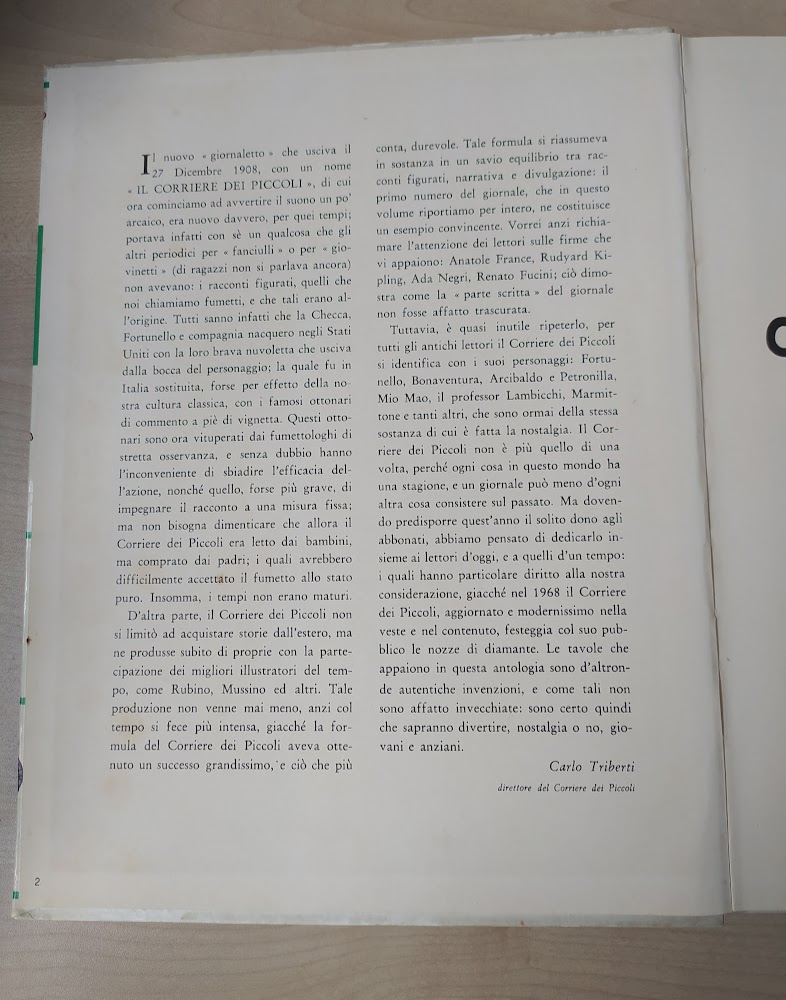 Il nuovo « giornaletto » che usciva il
27 Dicembre 1908, con un nome
« IL CORRIERE DEI PICCOLI », di cui
ora cominciamo ad avvertire il suono un po'
arcaico, era nuovo davvero, per quei tempi;
portava infatti con sè un qualcosa che gli
altri periodici per « fanciulli » o per « gio-
vinetti » (di ragazzi non si parlava ancora)
non avevano: i racconti figurati, quelli che
noi chiamiamo fumetti, e che tali erano al-
l'origine. Tutti sanno infatti che la Checca,
Fortunello e compagnia nacquero negli Stati
Uniti con la loro brava nuvoletta che usciva
dalla bocca del personaggio; la quale fu in
Italia sostituita, forse per effetto della no-
stra cultura classica, con i famosi ottonari
di commento a piè di vignetta. Questi otto-
nari sono ora vituperati dai fumettologhi di
stretta osservanza, e senza dubbio hanno
l'inconveniente di sbiadire l'efficacia del-
l'azione, nonché quello, forse più grave, di
impegnare il racconto a una misura fissa;
ma non bisogna dimenticare che allora il
Corriere dei Piccoli era letto dai bambini,
ma comprato dai padri; i quali avrebbero
difficilmente accettato il fumetto allo stato
puro. Insomma, i tempi non erano maturi.
D'altra parte, il Corriere dei Piccoli non
si limitò ad acquistare storie dall'estero, ma
ne produsse subito di proprie con la parte-
cipazione dei migliori illustratori del tem-
po, come Rubino, Mussino ed altri. Tale
produzione non venne mai meno, anzi col
tempo si fece più intensa, giacché la for-
mula del Corriere dei Piccoli aveva otte-
nuto un successo grandissimo, e ciò che più
conta, durevole. Tale formula si riassumeva
in sostanza in un savio equilibrio tra rac-
conti figurati, narrativa e divulgazione: il
primo numero del giornale, che in questo
volume riportiamo per intero, ne costituisce
un esempio convincente. Vorrei anzi richia-
mare l'attenzione dei lettori sulle firme che
vi appaiono: Anatole France, Rudyard Ki-
pling, Ada Negri, Renato Fucini; ciò dimo-
stra come la « parte scritta » del giornale
non fosse affatto trascurata.
Tuttavia, è quasi inutile ripeterlo, per
tutti gli antichi lettori il Corriere dei Piccoli
si identifica con i suoi personaggi: Fortu-
nello, Bonaventura, Arcibaldo e Petronilla,
Mio Mao, il professor Lambicchi, Marmit-
tone e tanti altri, che sono ormai della stessa
sostanza di cui è fatta la nostalgia. Il Cor-
riere dei Piccoli non è più quello di una
volta, perché ogni cosa in questo mondo ha
una stagione, e un giornale può meno d'ogni
altra cosa consistere sul passato. Ma doven-
do predisporre quest'anno il solito dono agli
abbonati, abbiamo pensato di dedicarlo in-
sieme ai lettori d'oggi, e a quelli d'un tempo:
i quali hanno particolare diritto alla nostra
considerazione, giacché nel 1968 il Corriere
dei Piccoli, aggiornato e modernissimo nella
veste e nel contenuto, festeggia col suo pub-
blico le nozze di diamante. Le tavole che
appaiono in questa antologia sono d'altron-
de autentiche invenzioni, e come tali non
sono affatto invecchiate: sono certo quindi
che sapranno divertire, nostalgia o no, gio-
vani e anziani.
Carlo Triberti
direttore del Corriere dei Piccoli
2